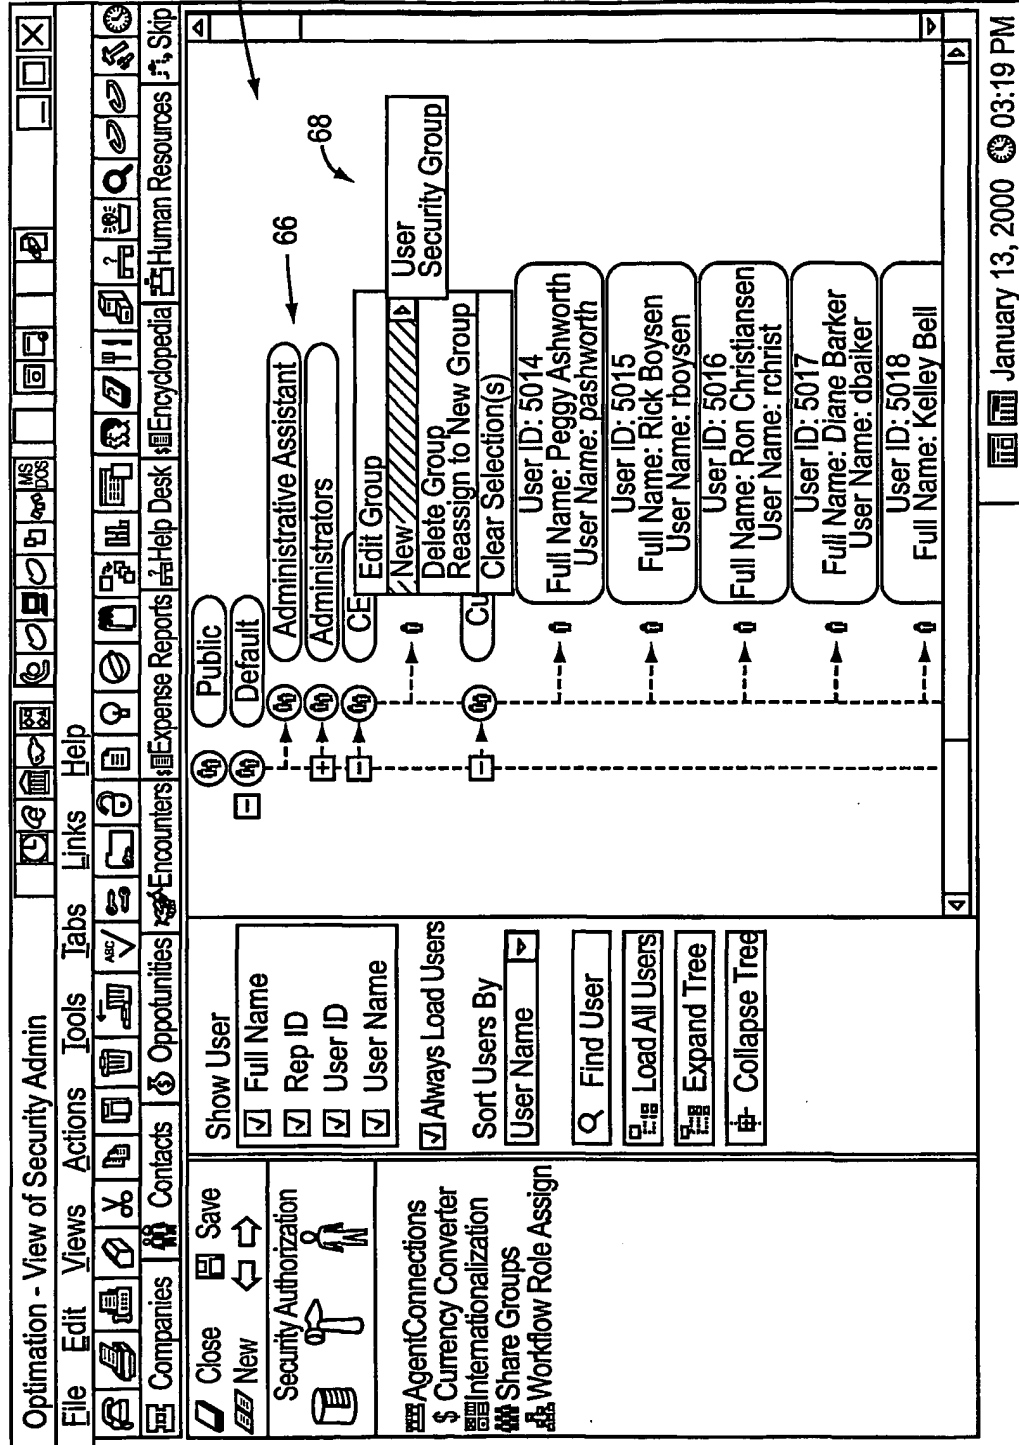 Optimation - View of Security Admin
MS
DOS
File Edit Views Actions Tools Tabs Links Help
ABC
Companies Contacts Oppotunities Encounters Expense Reports Help Desk Encyclopedia Human Resources Skip
Close Save
New
Security Authorization
AgentConnections
$ Currency Converter
Internationalization
Share Groups
Workflow Role Assign
Show User
Full Name
Rep ID
User ID
User Name
Always Load Users
Sort Users By
User Name
Find User
Load All Users
Expand Tree
Collapse Tree
Public
Default
Administrative Assistant
66
Administrators
CE
Edit Group
New
User
Security Group
68
Delete Group
Reassign to New Group
Clear Selection(s)
Cu
User ID: 5014
Full Name: Peggy Ashworth
User Name: pashworth
User ID: 5015
Full Name: Rick Boysen
User Name: rboysen
User ID: 5016
Full Name: Ron Christiansen
User Name: rchrist
User ID: 5017
Full Name: Diane Barker
User Name: dbaiker
User ID: 5018
Full Name: Kelley Bell
January 13, 2000 03:19 PM